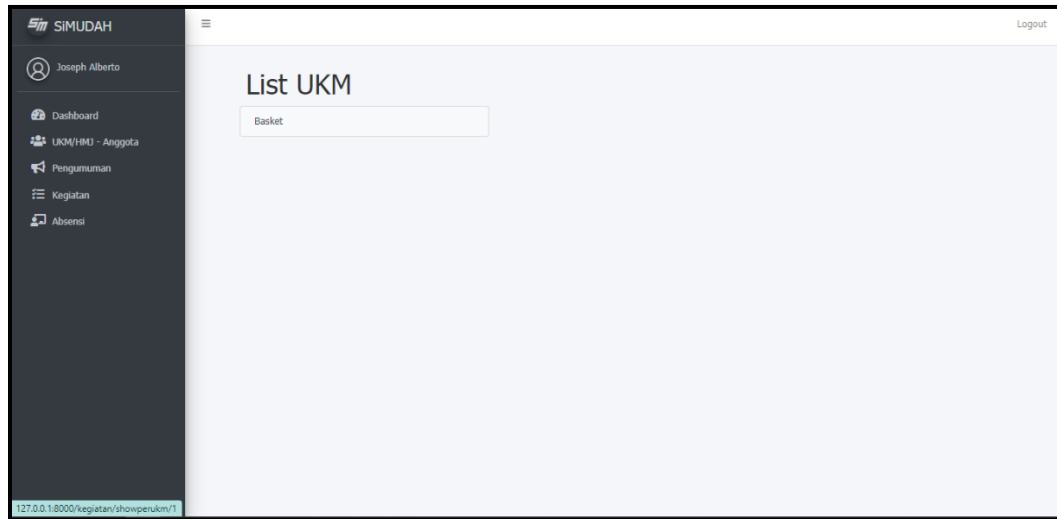 Sm SiMUDAH
Logout
Joseph Alberto
Dashboard
UKM/HMJ - Anggota
Pengumuman
Kegiatan
Absensi
List UKM
Basket
127.0.0.1:8000/kegiatan/showperukm/1